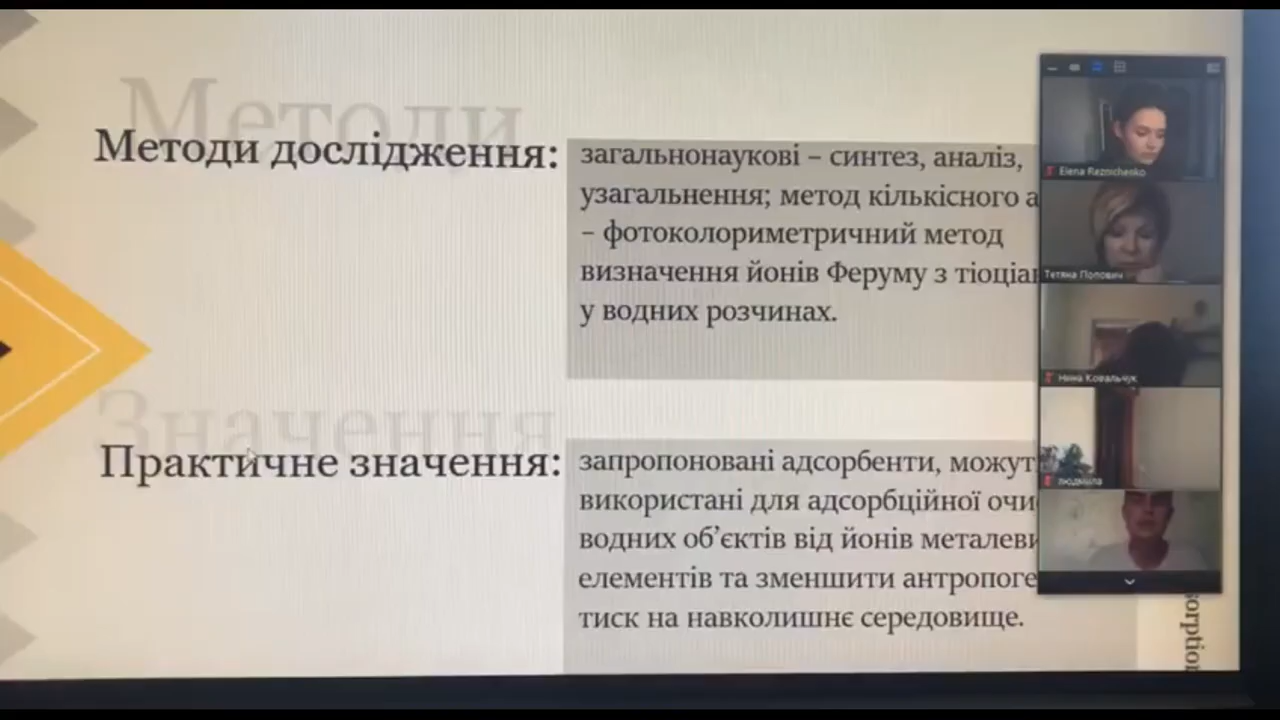 Методи
Методи дослідження:
загальнонаукові – синтез, аналіз,
узагальнення; метод кількісного
– фотоколориметричний метод
визначення йонів Феруму з
у водних розчинах.
Значення
Практичне значення:
запропоновані адсорбенти,
використані для адсорбційної
водних об’єктів від йонів
елементів та зменшити
тиск на навколишнє середовище.
Elena Reznichenko
Тетяна Попович
Нина Ковальчук
людмила